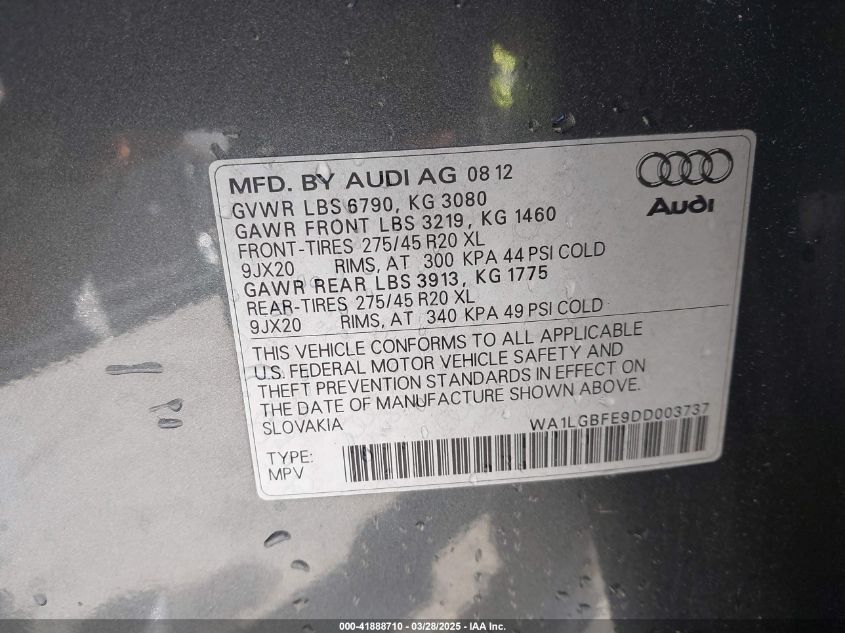 MFD. BY AUDI AG 08 12
GVWR LBS 6790, KG 3080
GAWR FRONT LBS 3219, KG 1460
FRONT-TIRES 275/45 R20 XL
9JX20 RIMS, AT 300 KPA 44 PSI COLD
GAWR REAR LBS 3913, KG 1775
REAR-TIRES 275/45 R20 XL
9JX20 RIMS, AT 340 KPA 49 PSI COLD
Audi
THIS VEHICLE CONFORMS TO ALL APPLICABLE
U.S. FEDERAL MOTOR VEHICLE SAFETY AND
THEFT PREVENTION STANDARDS IN EFFECT ON
THE DATE OF MANUFACTURE SHOWN ABOVE.
SLOVAKIA WA1LGBFE9DD003737
TYPE:
MPV
000-41888710 - 03/28/2025 - IAA Inc.